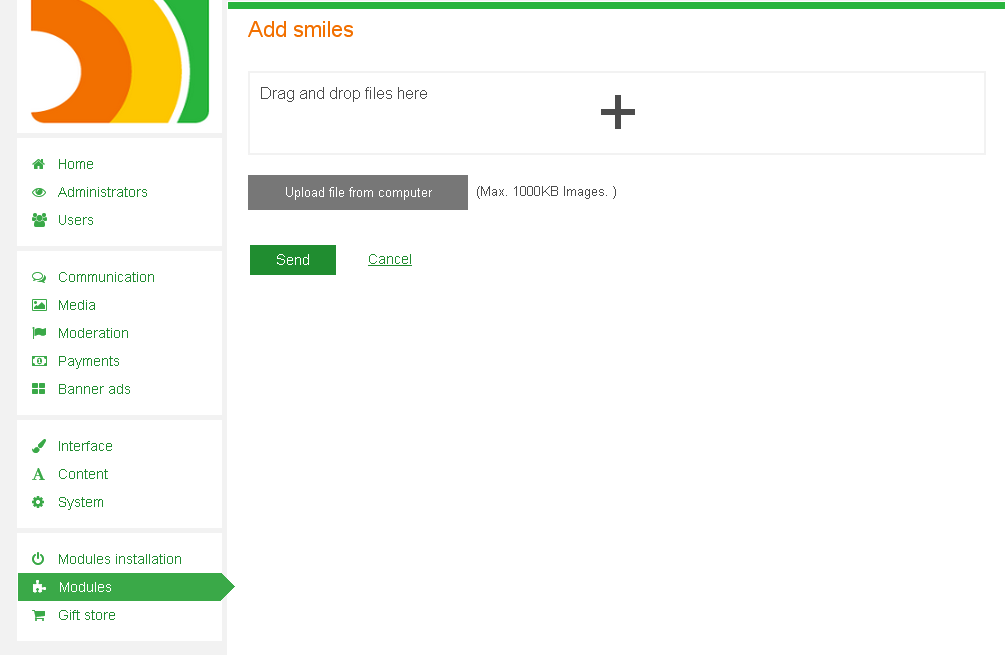 Add smiles
Drag and drop files here
Upload file from computer (Max. 1000KB Images. )
Send Cancel
Home
Administrators
Users
Communication
Media
Moderation
Payments
Banner ads
Interface
Content
System
Modules installation
Modules
Gift store